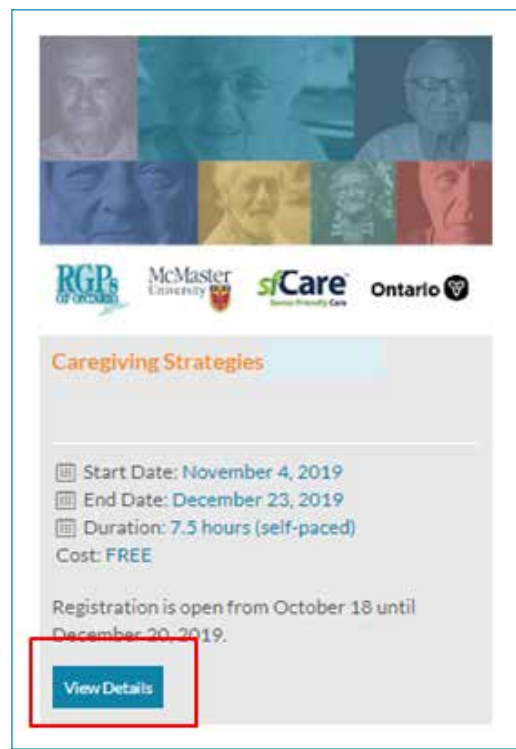 RGPs
OF ONTARIO
McMaster
University
sfCare™
Senior Friendly Care
Ontario
Caregiving Strategies
Start Date: November 4, 2019
End Date: December 23, 2019
Duration: 7.5 hours (self-paced)
Cost: FREE
Registration is open from October 18 until
December 20, 2019.
View Details